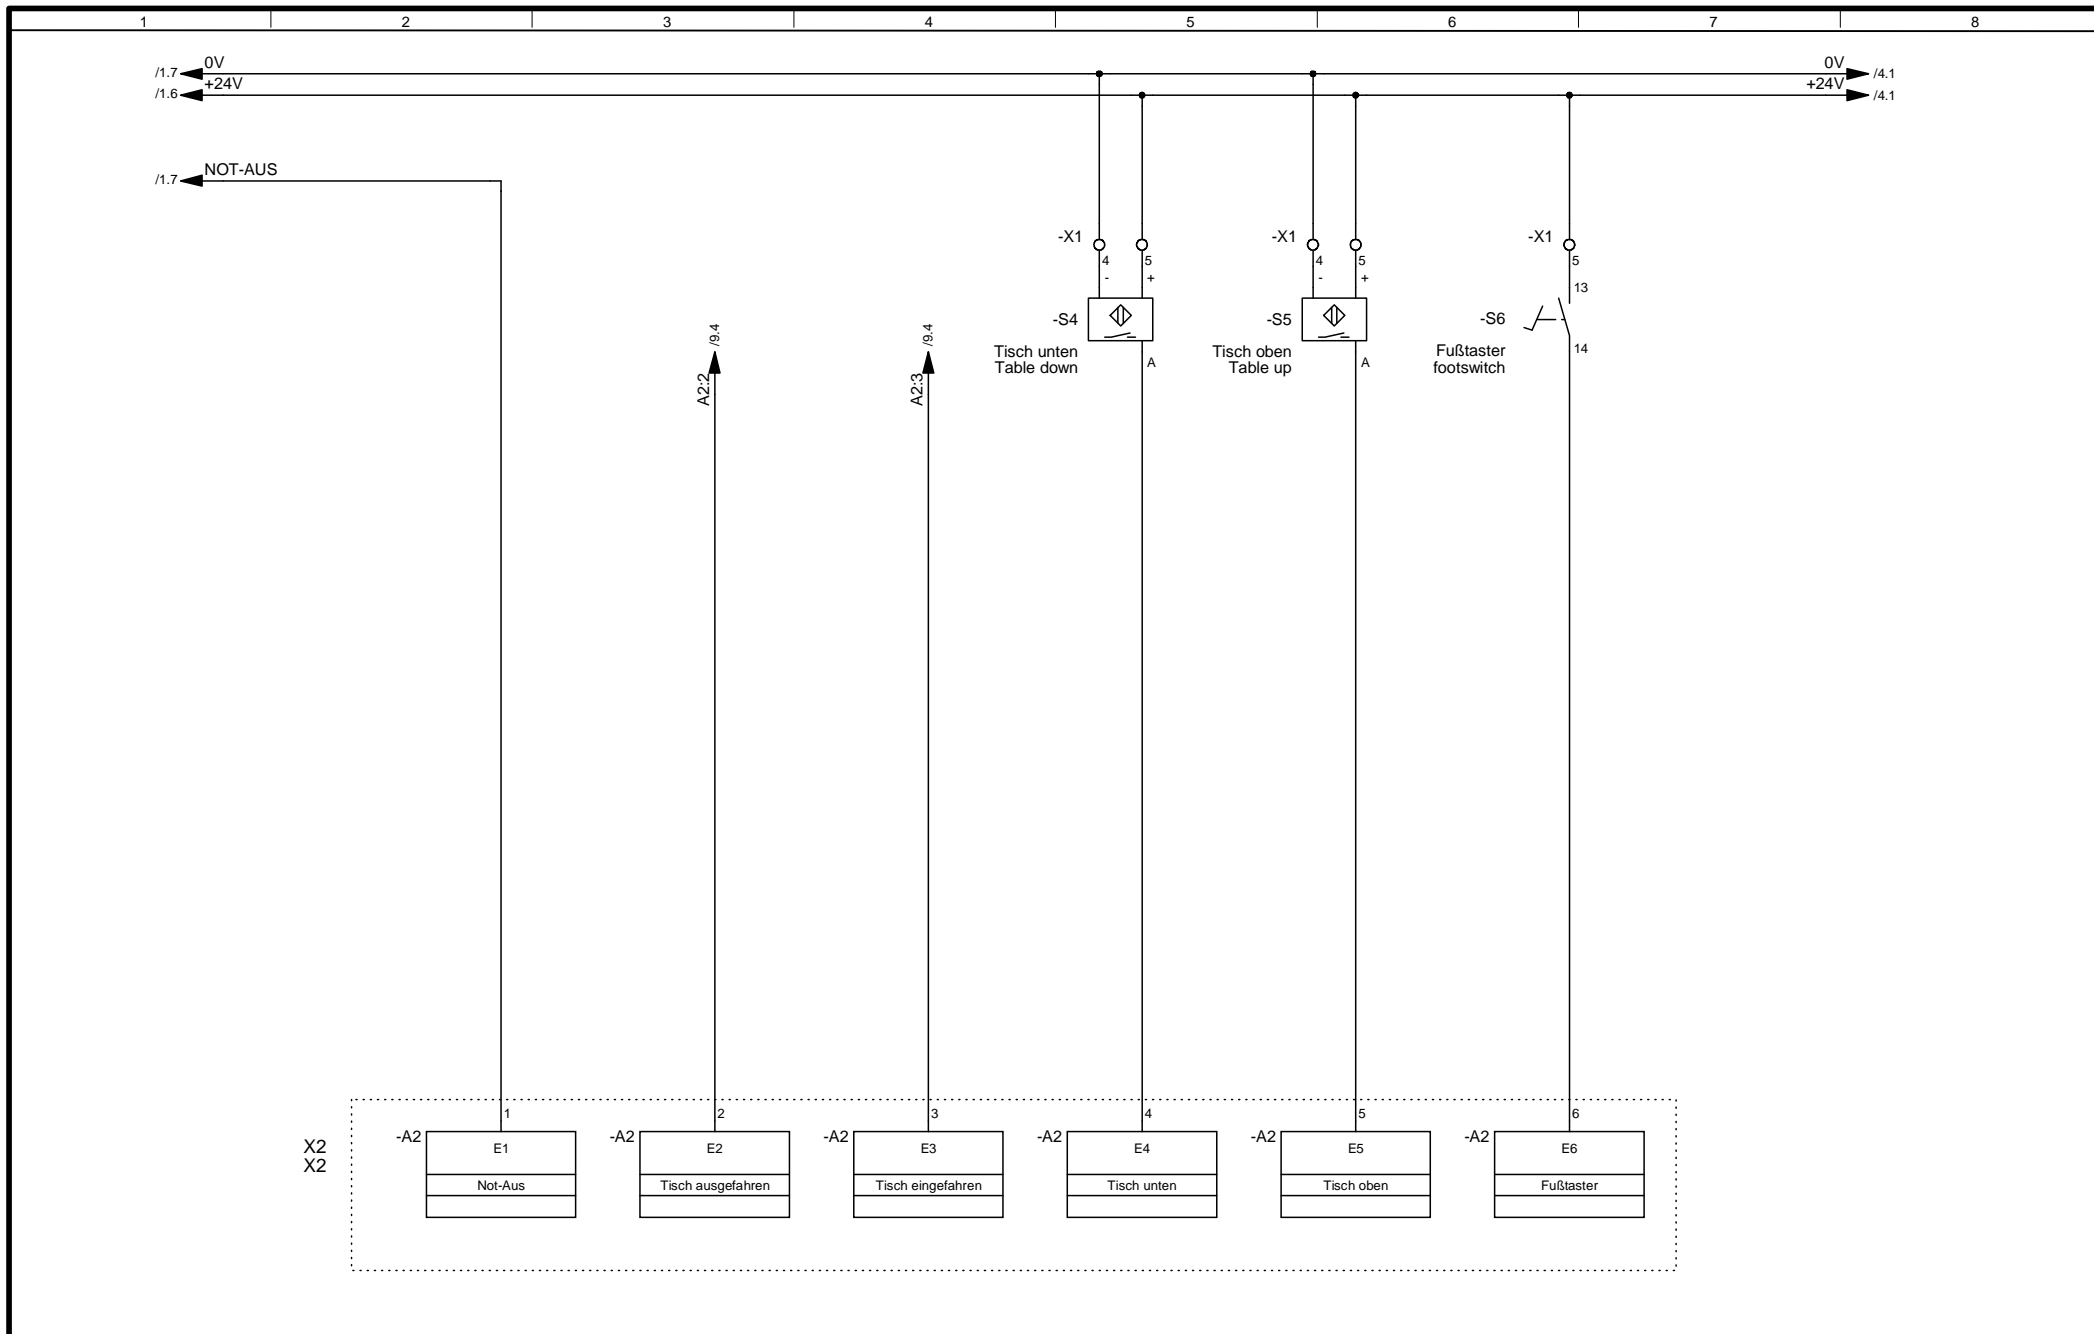 1 2 3 4 5 6 7 8
/1.7 0V 0V /4.1
/1.6 +24V +24V /4.1
/1.7 NOT-AUS
-X1 4 5
- +
-S4
Tisch unten
Table down
A
-X1 4 5
- +
-S5
Tisch oben
Table up
A
-X1 5
13
-S6
14
Fußtaster
footswitch
/9.4
A2:2
/9.4
A2:3
1 2 3 4 5 6
X2
X2
-A2 E1
Not-Aus
-A2 E2
Tisch ausgefahren
-A2 E3
Tisch eingefahren
-A2 E4
Tisch unten
-A2 E5
Tisch oben
-A2 E6
Fußtaster